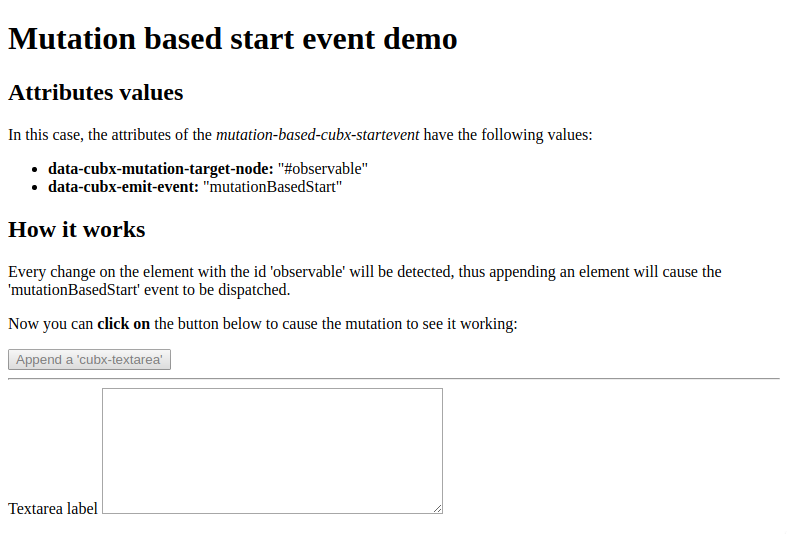 Mutation based start event demo
Attributes values
In this case, the attributes of the mutation-based-cubx-startevent have the following values:
data-cubx-mutation-target-node: "#observable"
data-cubx-emit-event: "mutationBasedStart"
How it works
Every change on the element with the id 'observable' will be detected, thus appending an element will cause the
'mutationBasedStart' event to be dispatched.
Now you can click on the button below to cause the mutation to see it working:
Append a 'cubx-textarea'
Textarea label